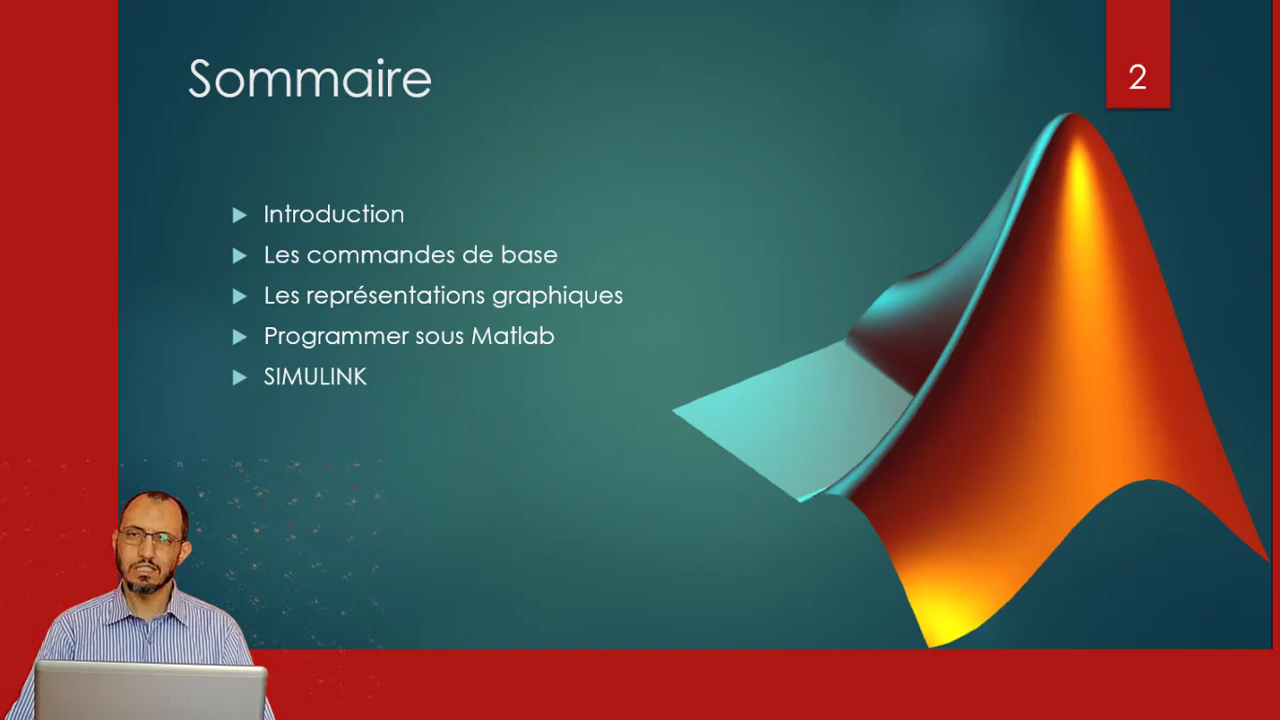 Sommaire
2
Introduction
Les commandes de base
Les représentations graphiques
Programmer sous Matlab
SIMULINK